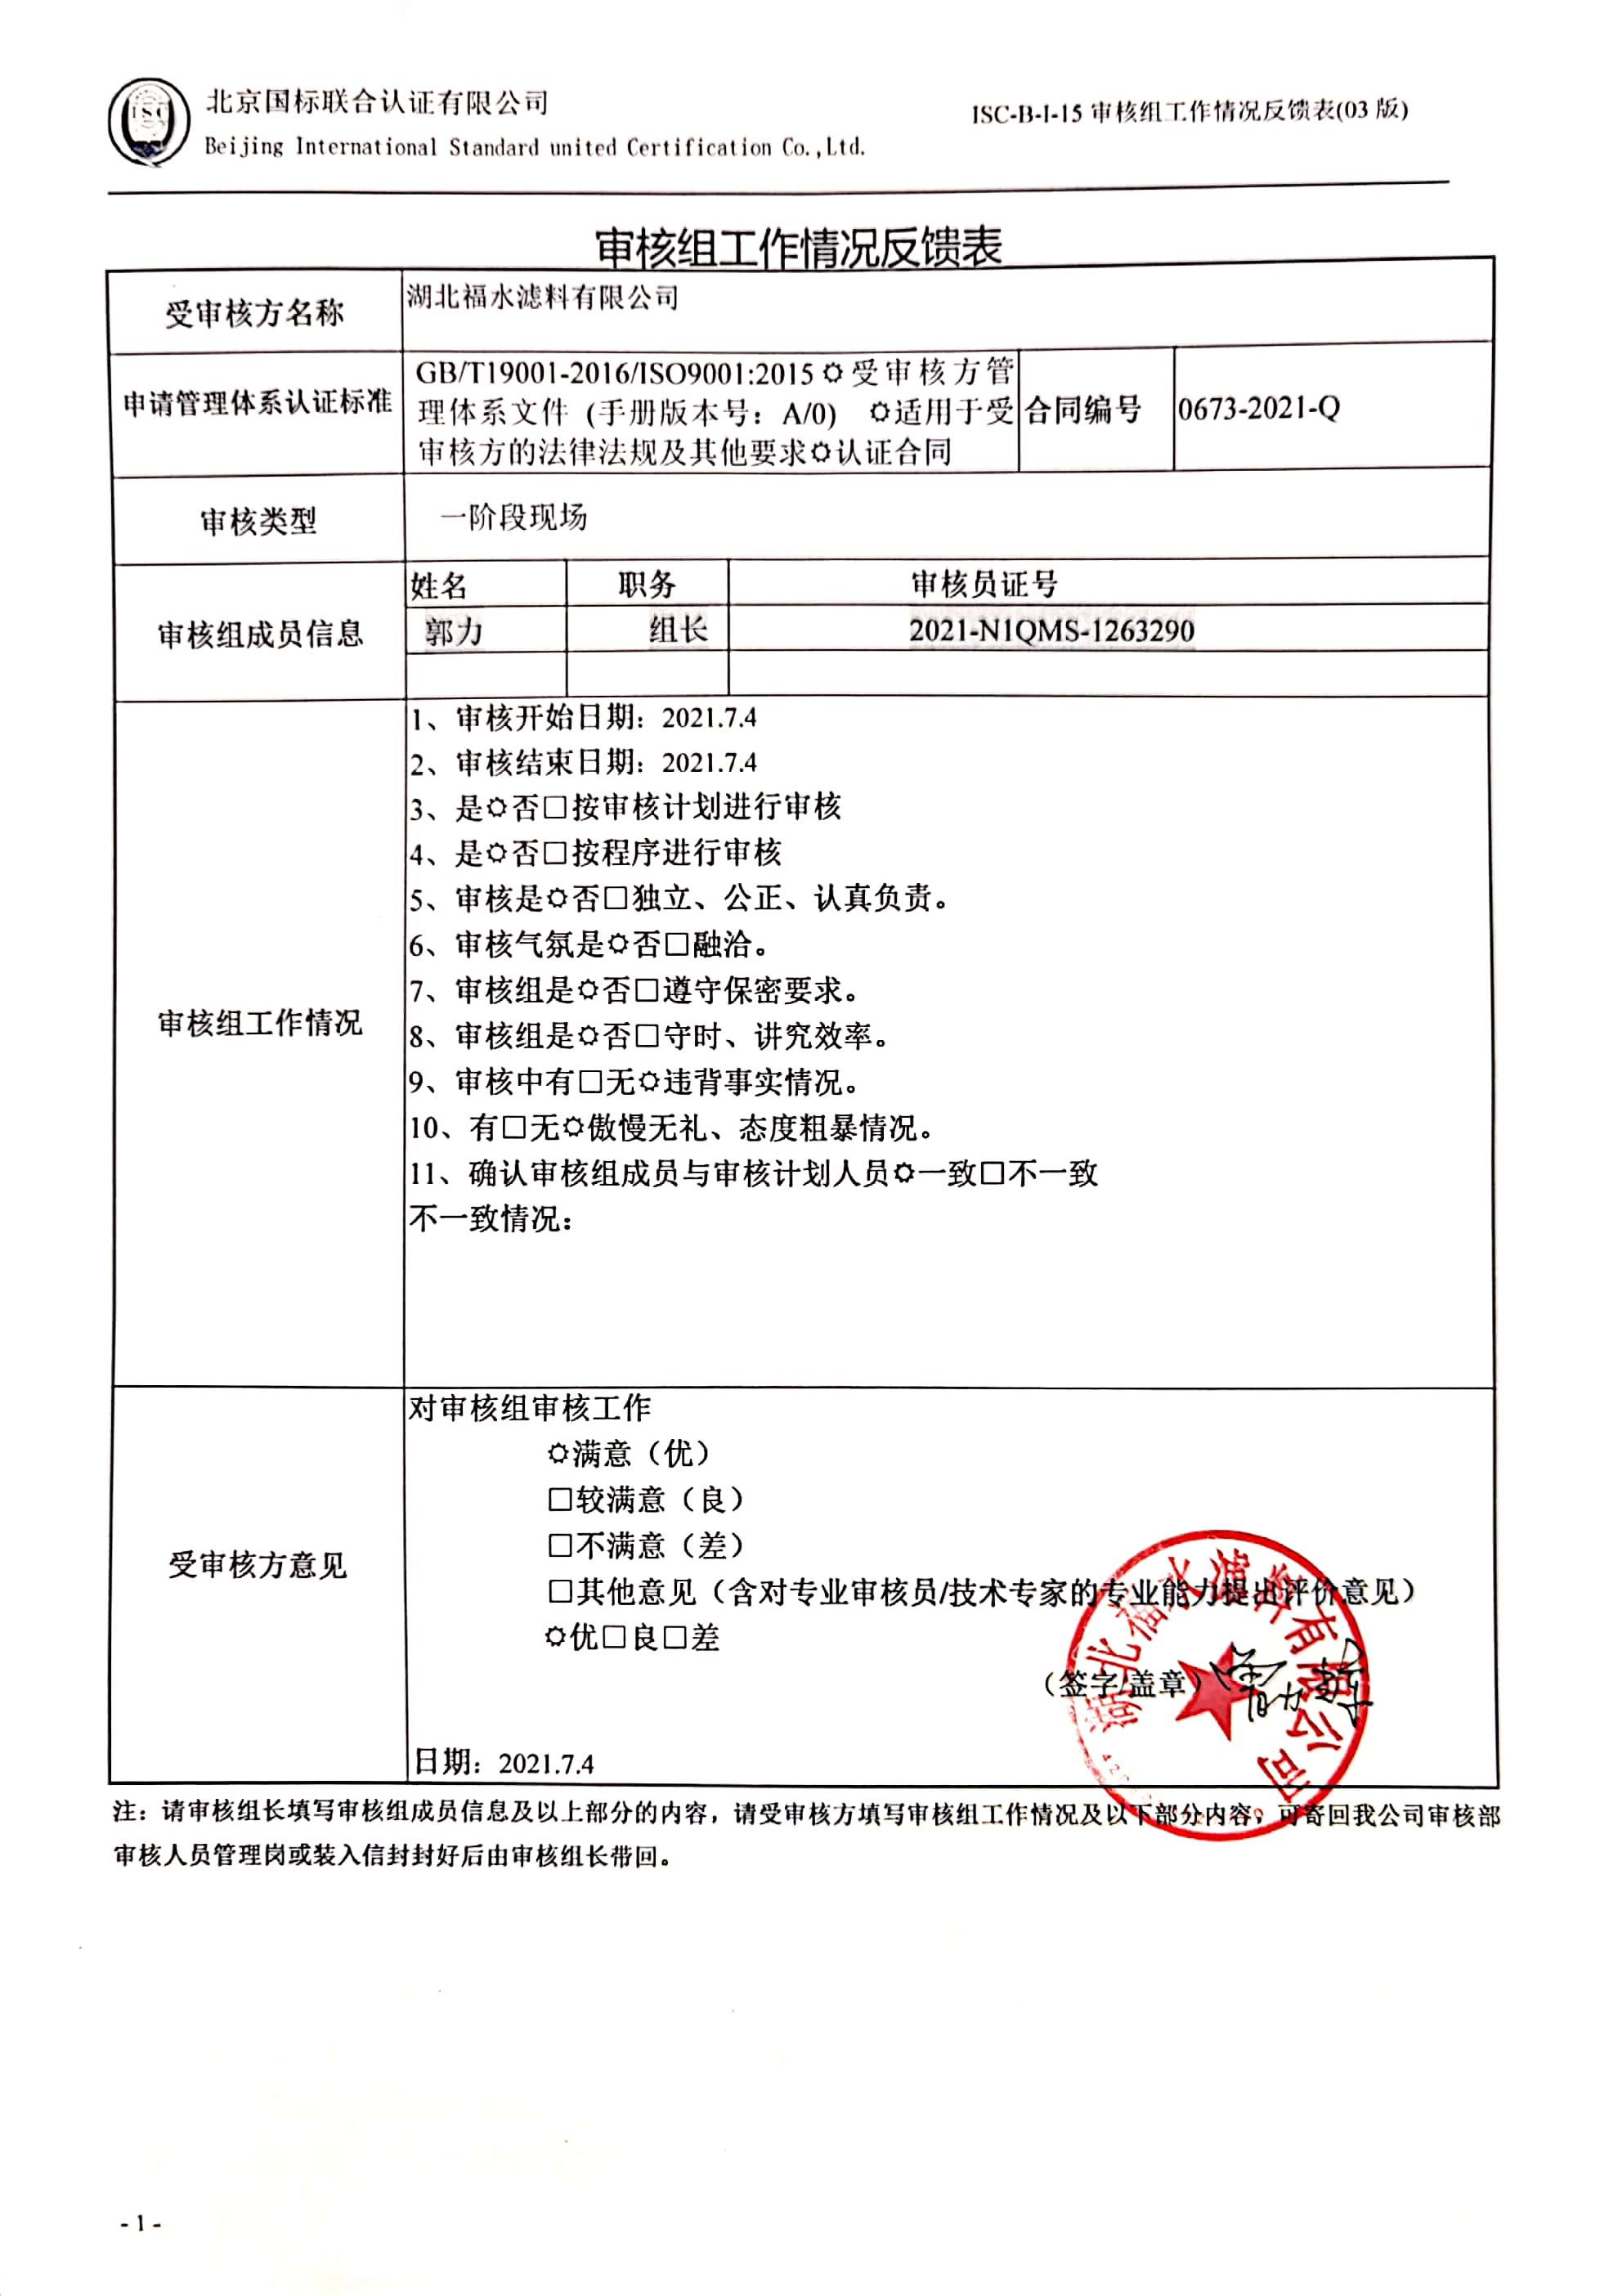 北京国标联合认证有限公司
ISC-B-I-15 审核组工作情况反馈表(03 版)
Beijing International Standard united Certification Co.,Ltd.
ISC
审核组工作情况反馈表
受审核方名称
湖北福水滤料有限公司
申请管理体系认证标准
GB/T19001-2016/ISO9001:2015✡受审核方管
理体系文件 (手册版本号: A/0) ✡适用于受
审核方的法律法规及其他要求✡认证合同
合同编号
0673-2021-Q
审核类型
一阶段现场
审核组成员信息
姓名 职务 审核员证号
郭力 组长 2021-N1QMS-1263290
审核组工作情况
1、审核开始日期: 2021.7.4
2、审核结束日期: 2021.7.4
3、是✡否□按审核计划进行审核
4、是✡否□按程序进行审核
5、审核是✡否□独立、公正、认真负责。
6、审核气氛是✡否□融洽。
7、审核组是✡否□遵守保密要求。
8、审核组是✡否□守时、讲究效率。
9、审核中有□无✡违背事实情况。
10、有□无✡傲慢无礼、态度粗暴情况。
11、确认审核组成员与审核计划人员✡一致□不一致
不一致情况:
受审核方意见
对审核组审核工作
✡满意（优）
□较满意（良）
□不满意（差）
□其他意见（含对专业审核员/技术专家的专业能力提出评价意见）
✡优□良□差
（签字/盖章）
湖北福水滤料有限公司
日期: 2021.7.4
注: 请审核组长填写审核组成员信息及以上部分的内容，请受审核方填写审核组工作情况及以下部分内容；可寄回我公司审核部
审核人员管理岗或装入信封封好后由审核组长带回。
- 1 -